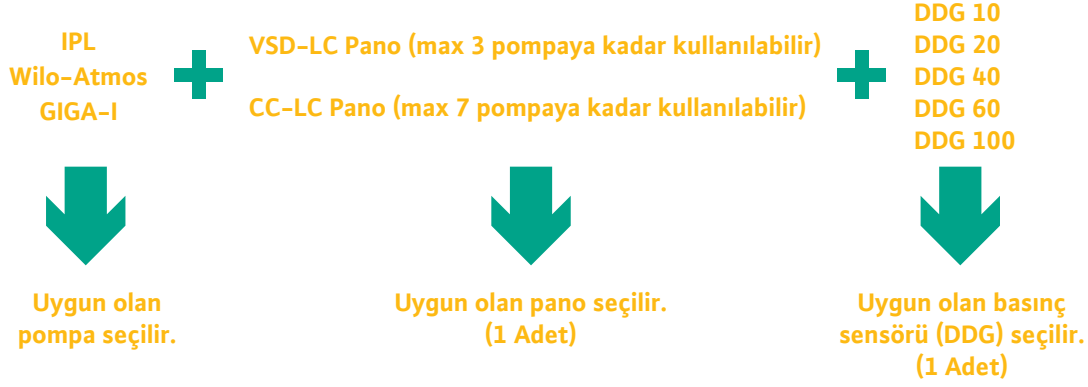 IPL
Wilo-Atmos
GIGA-I
VSD-LC Pano (max 3 pompaya kadar kullanılabilir)
CC-LC Pano (max 7 pompaya kadar kullanılabilir)
DDG 10
DDG 20
DDG 40
DDG 60
DDG 100
Uygun olan
pompa seçilir.
Uygun olan pano seçilir.
(1 Adet)
Uygun olan basınç
sensörü (DDG) seçilir.
(1 Adet)